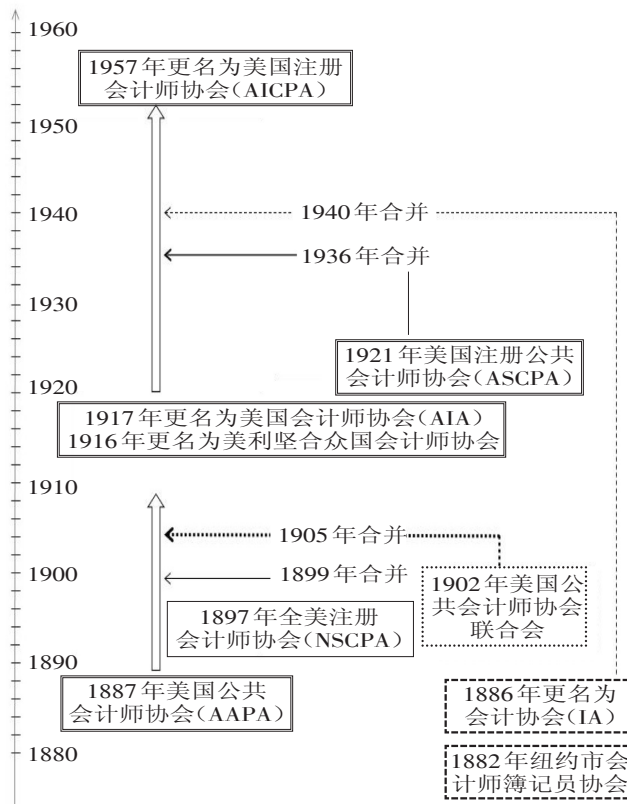 1960
1957年更名为美国注册
会计师协会(AICPA)
1950
1940
1940年合并
1936年合并
1930
1921年美国注册公共
会计师协会(ASCPA)
1920
1917年更名为美国会计师协会(AIA)
1916年更名为美利坚合众国会计师协会
1910
1905年合并
1900
1899年合并
1902年美国公
共会计师协会
联合会
1897年全美注册
会计师协会(NSCPA)
1890
1887年美国公共
会计师协会(AAPA)
1886年更名为
会计协会(IA)
1880
1882年纽约市会
计师簿记员协会